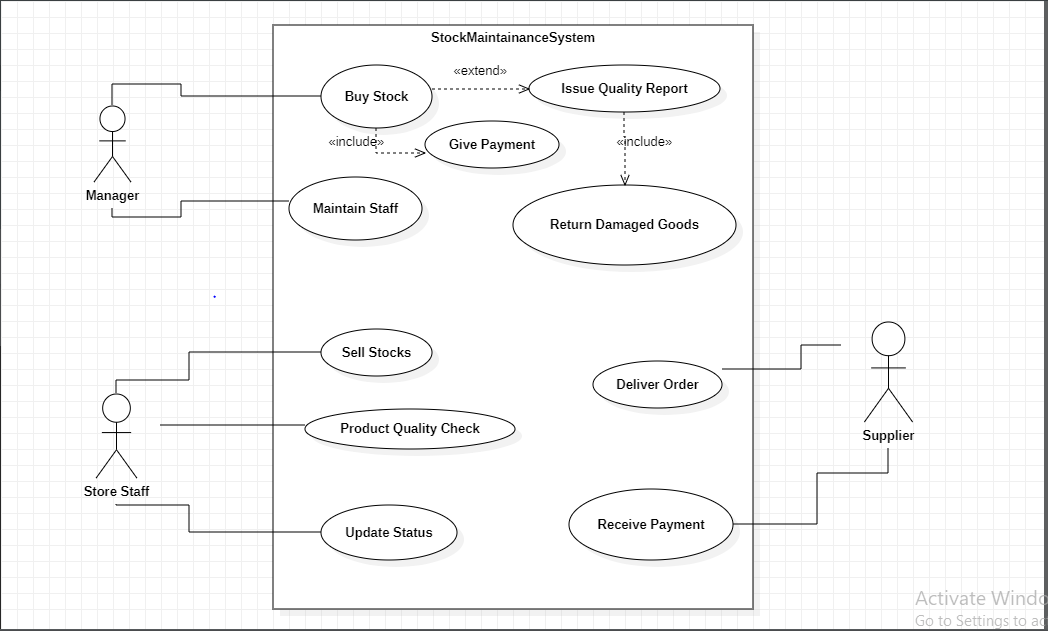 StockMaintainanceSystem
«extend»
Buy Stock
Issue Quality Report
«include»
Give Payment
«include»
Manager
Maintain Staff
Return Damaged Goods
Sell Stocks
Deliver Order
Product Quality Check
Supplier
Store Staff
Update Status
Receive Payment
Activate Windo
Go to Settings to ac